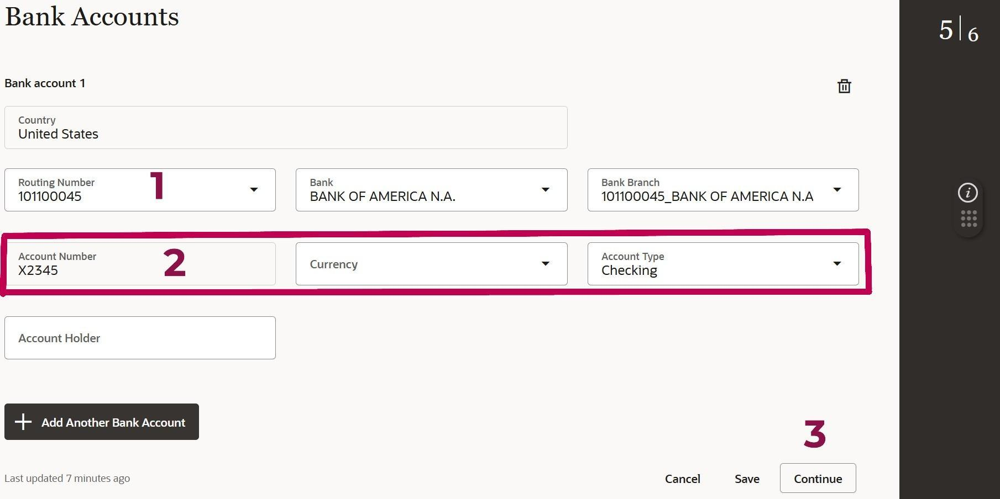 Bank Accounts
5 | 6
Bank account 1
Country
United States
Routing Number
101100045
1
Bank
BANK OF AMERICA N.A.
Bank Branch
101100045_BANK OF AMERICA N.A
Account Number
X2345
2
Currency
Account Type
Checking
Account Holder
Add Another Bank Account
3
Last updated 7 minutes ago
Cancel
Save
Continue